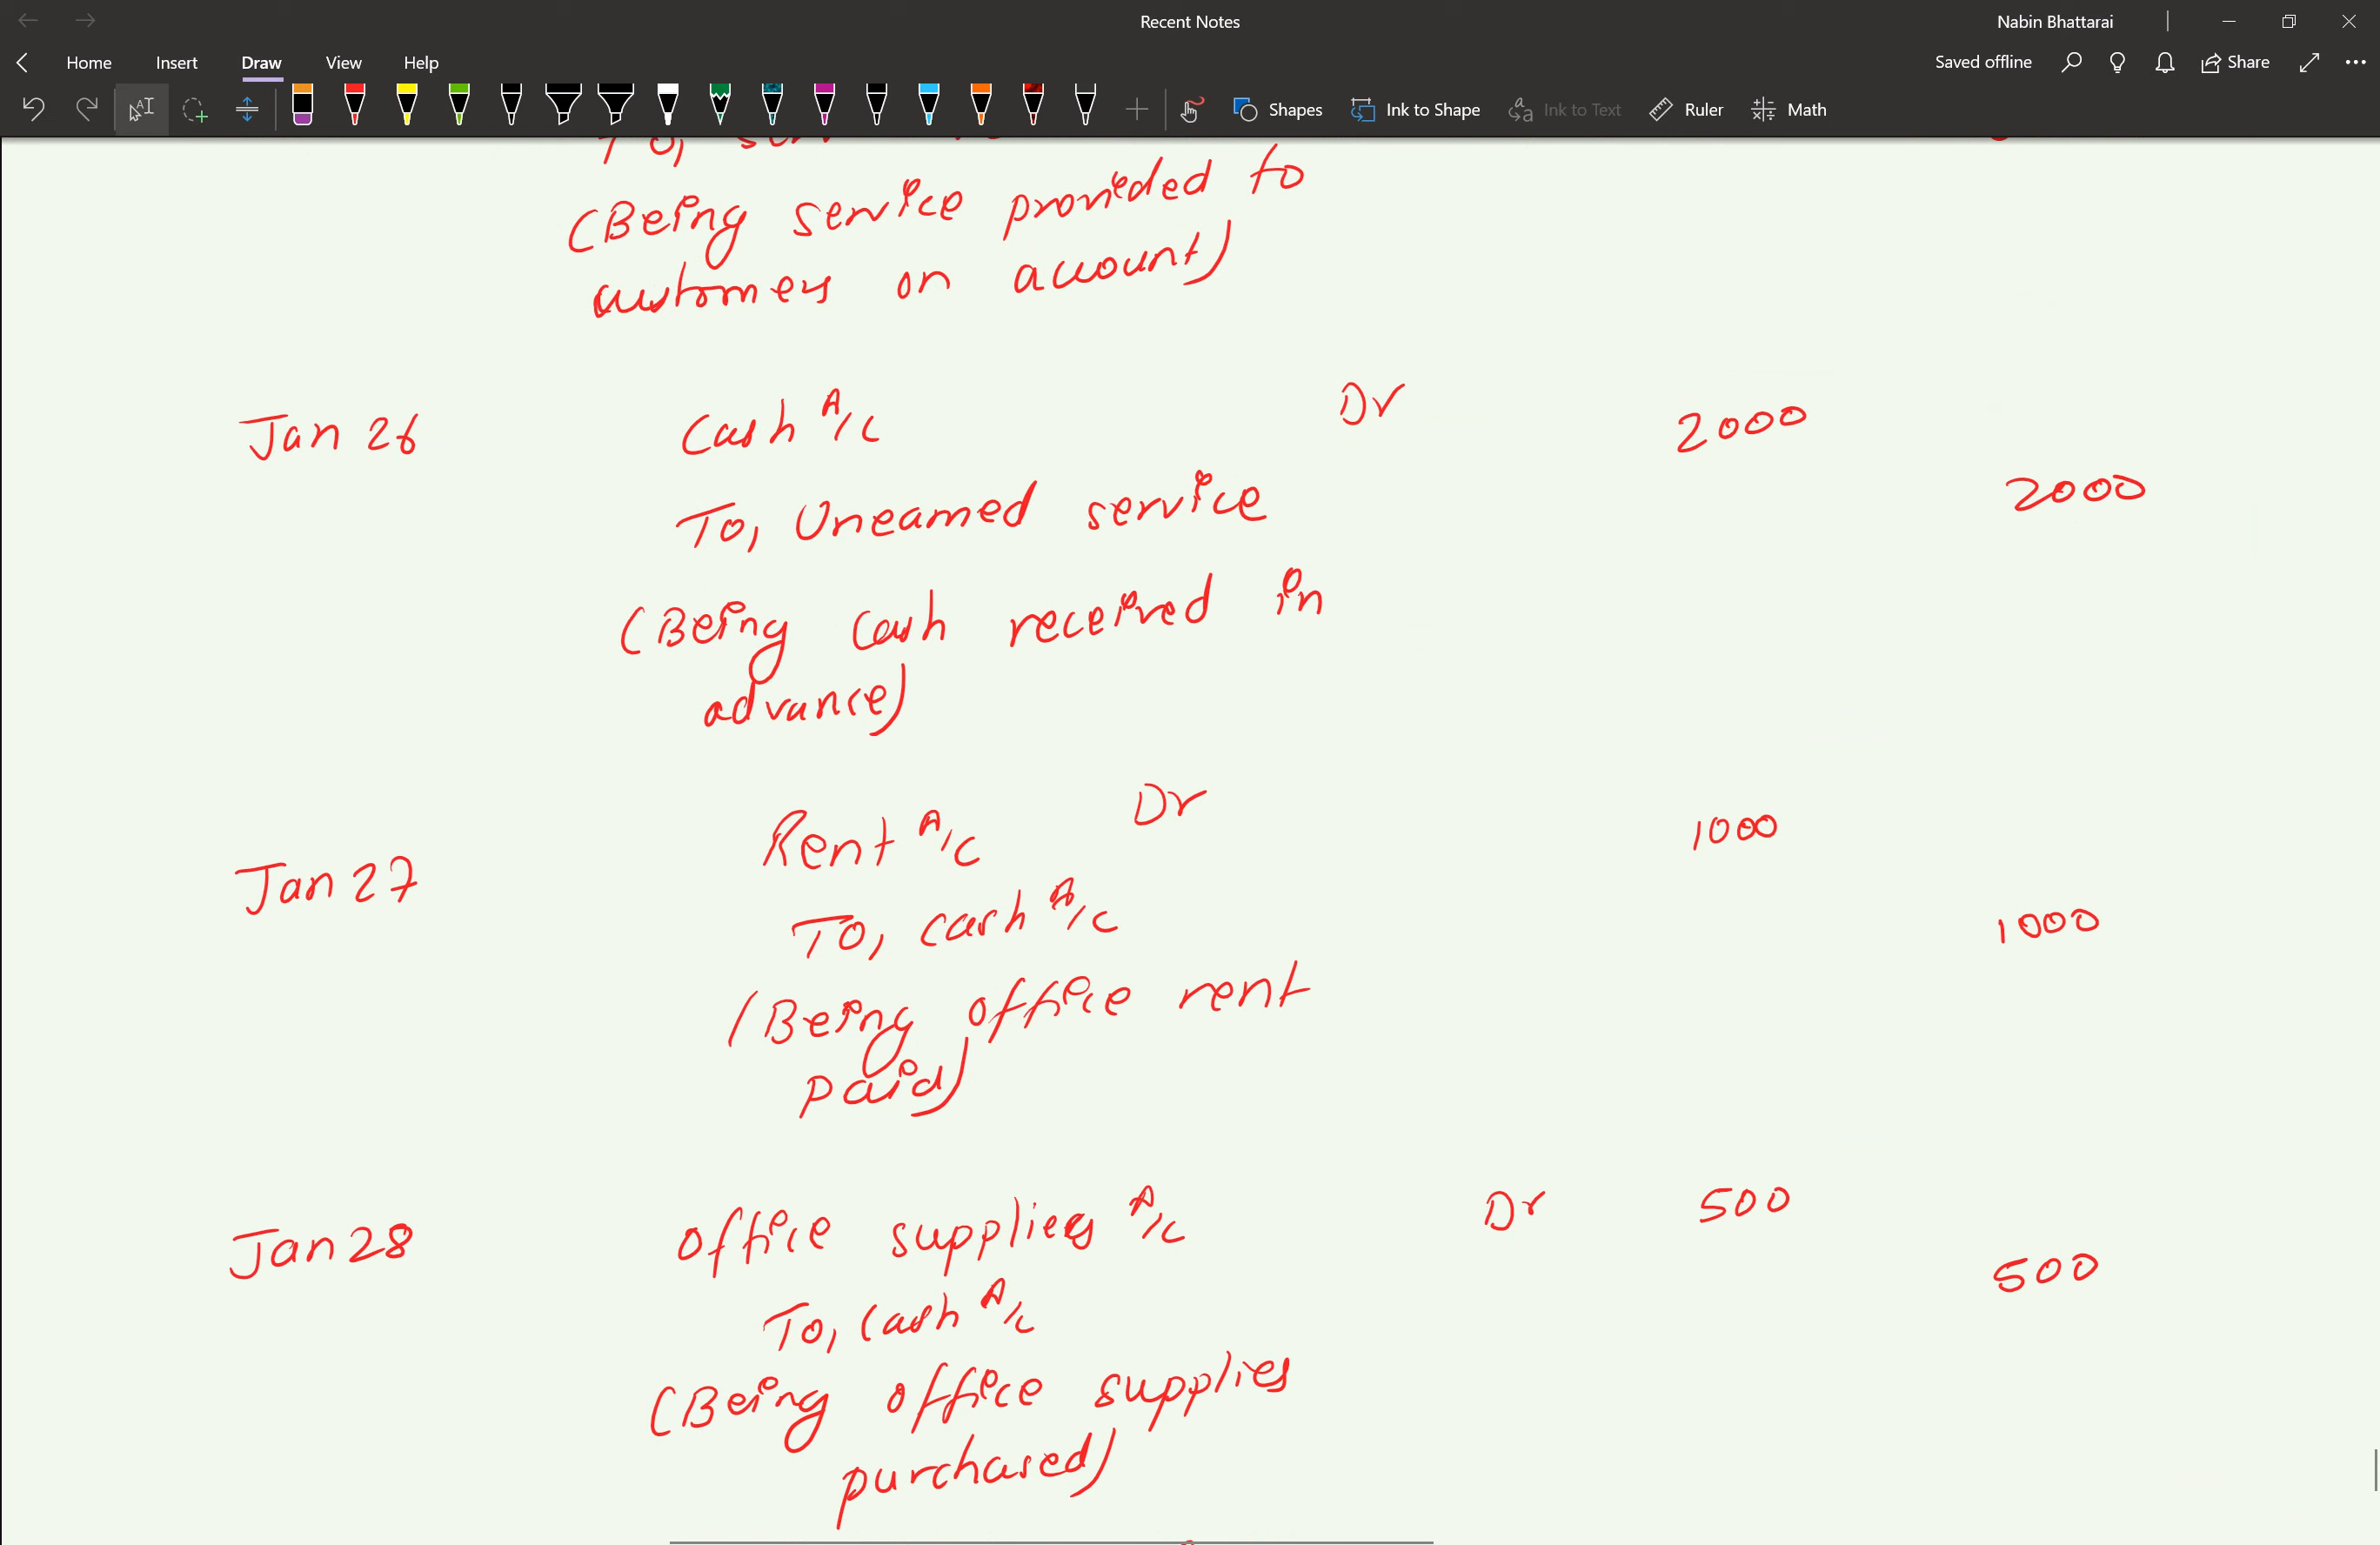 Recent Notes
Nabin Bhattarai
Home Insert Draw View Help
Saved offline Share
Shapes Ink to Shape Ink to Text Ruler Math
To,
(Being service provided to
customers on account)
Jan 26 Cash A/c Dr 2000
To, Unearned service 2000
(Being cash received in
advance)
Jan 27 Rent A/c Dr 1000
To, cash A/c 1000
(Being office rent
paid)
Jan 28 office supplies A/c Dr 500
To, cash A/c 500
(Being office supplies
purchased)